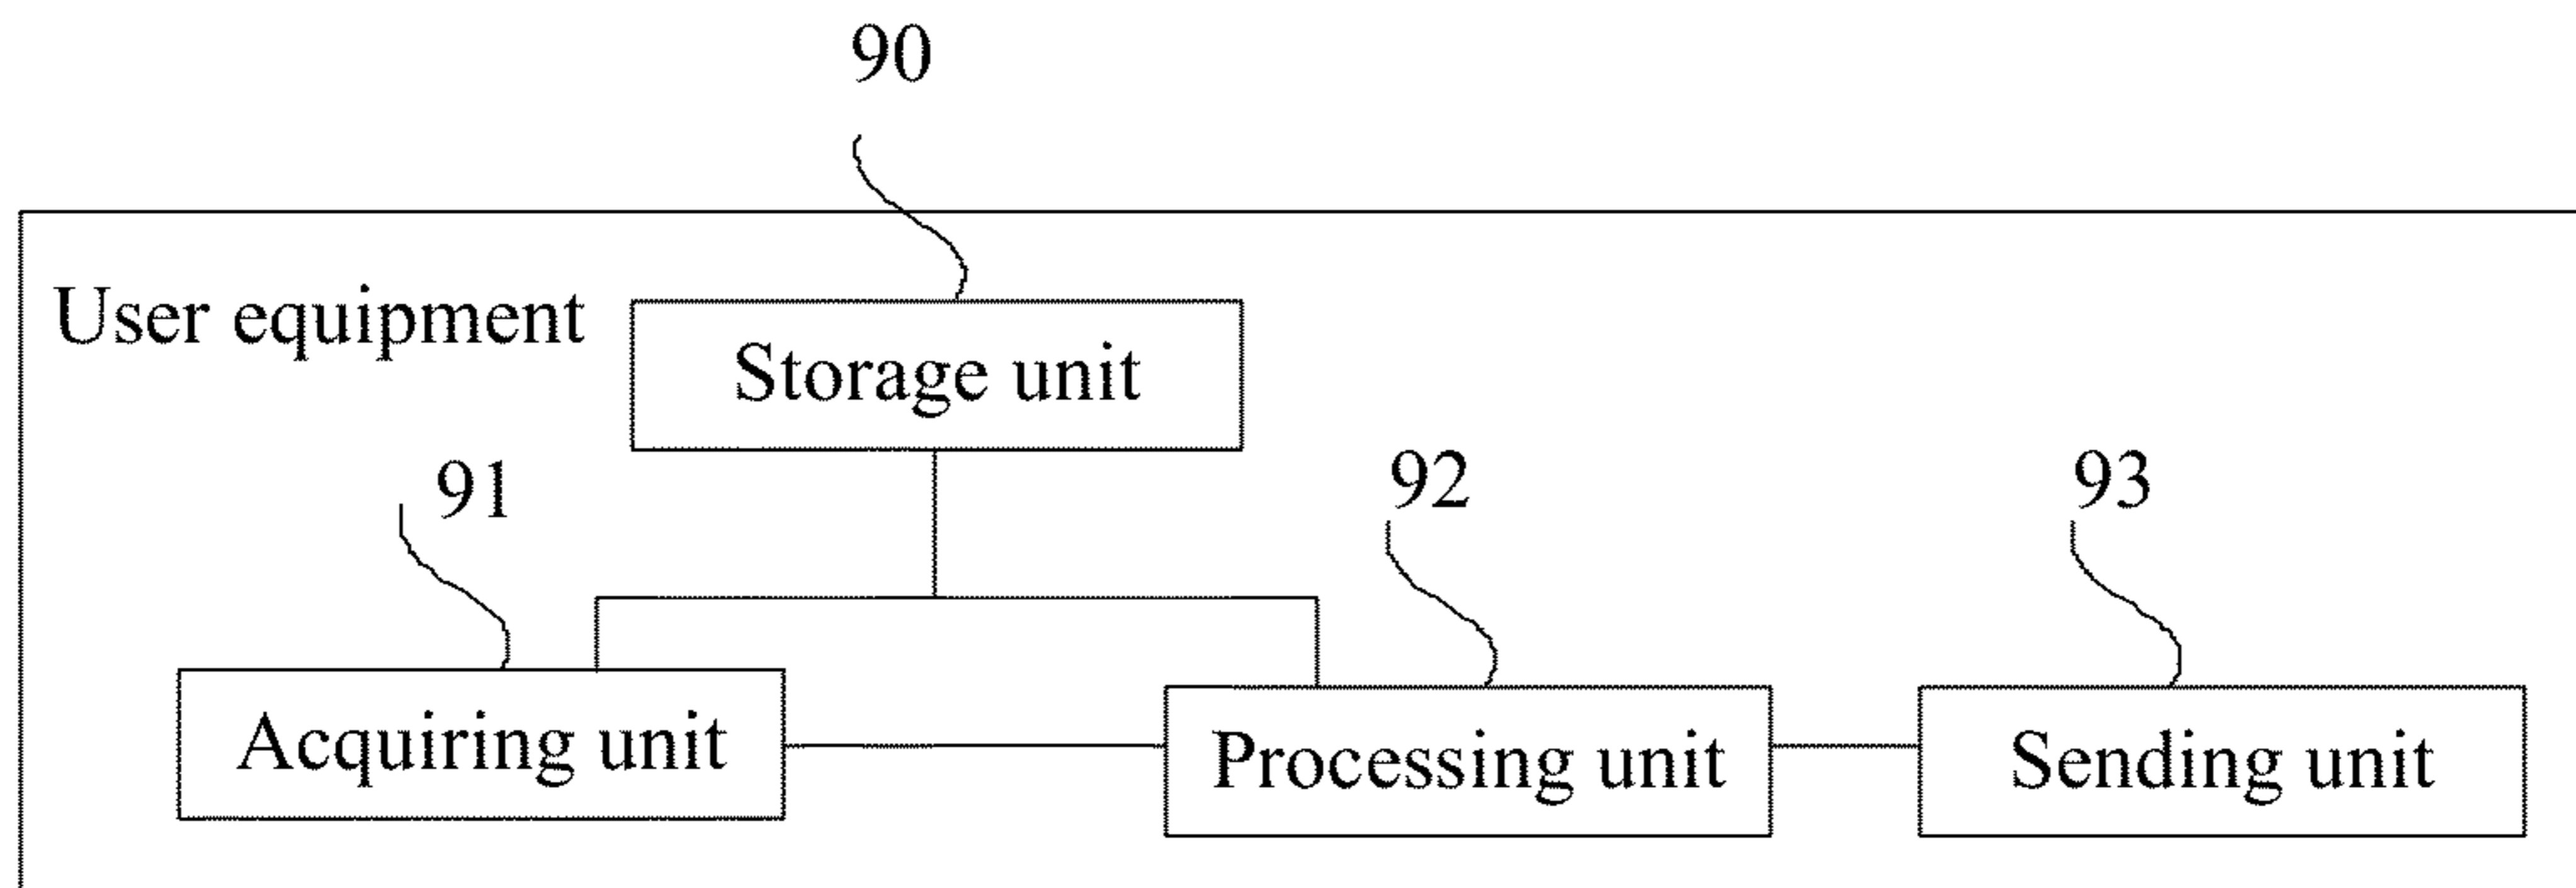 90
User equipment
Storage unit
91
92
93
Acquiring unit
Processing unit
Sending unit